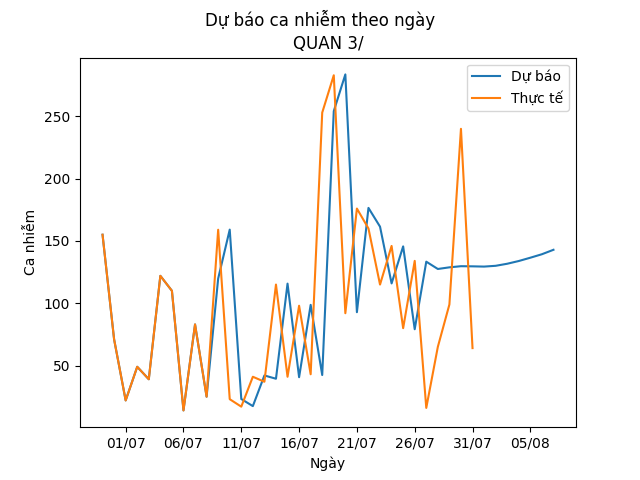 Dự báo ca nhiễm theo ngày
QUAN 3/
Dự báo
Thực tế
Ca nhiễm
250
200
150
100
50
01/07
06/07
11/07
16/07
21/07
26/07
31/07
05/08
Ngày